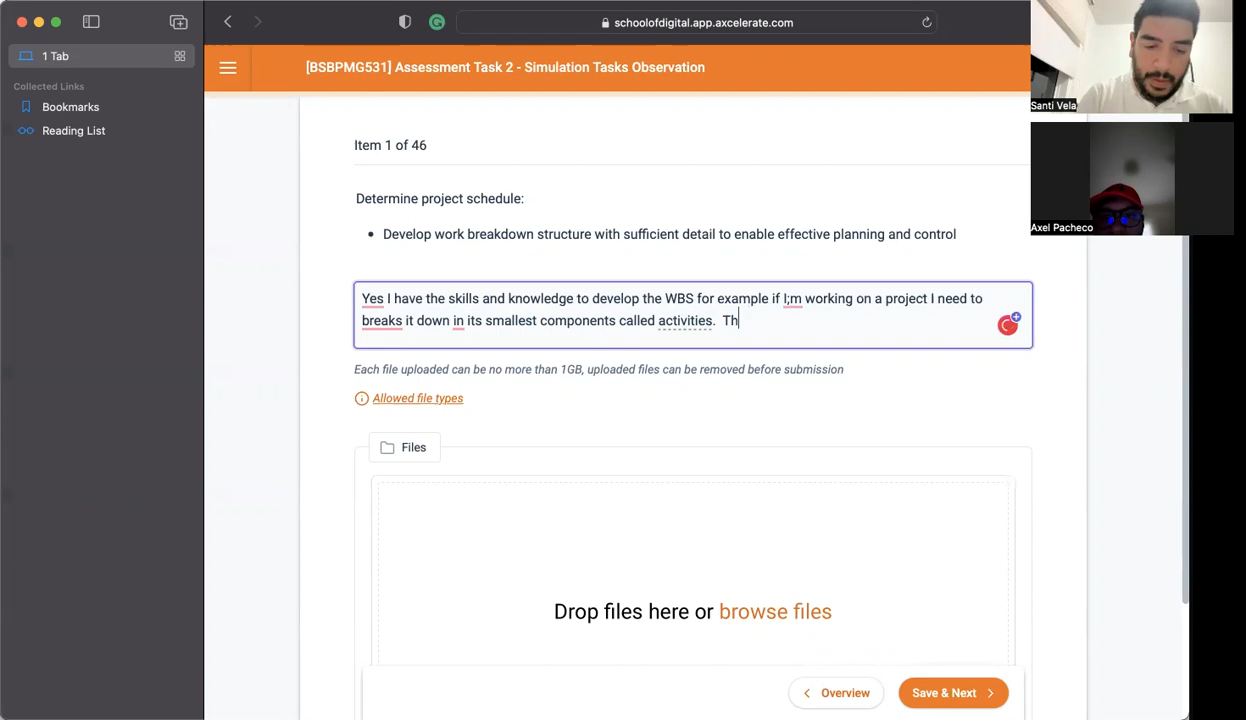 schoolofdigital.app.axcelerate.com
1 Tab
Collected Links
Bookmarks
Reading List
[BSBPMG531] Assessment Task 2 - Simulation Tasks Observation
Santi Vela
Axel Pacheco
Item 1 of 46
Determine project schedule:
• Develop work breakdown structure with sufficient detail to enable effective planning and control
Yes I have the skills and knowledge to develop the WBS for example if I;m working on a project I need to
breaks it down in its smallest components called activities.  Th
Each file uploaded can be no more than 1GB, uploaded files can be removed before submission
Allowed file types
Files
Drop files here or browse files
Overview
Save & Next